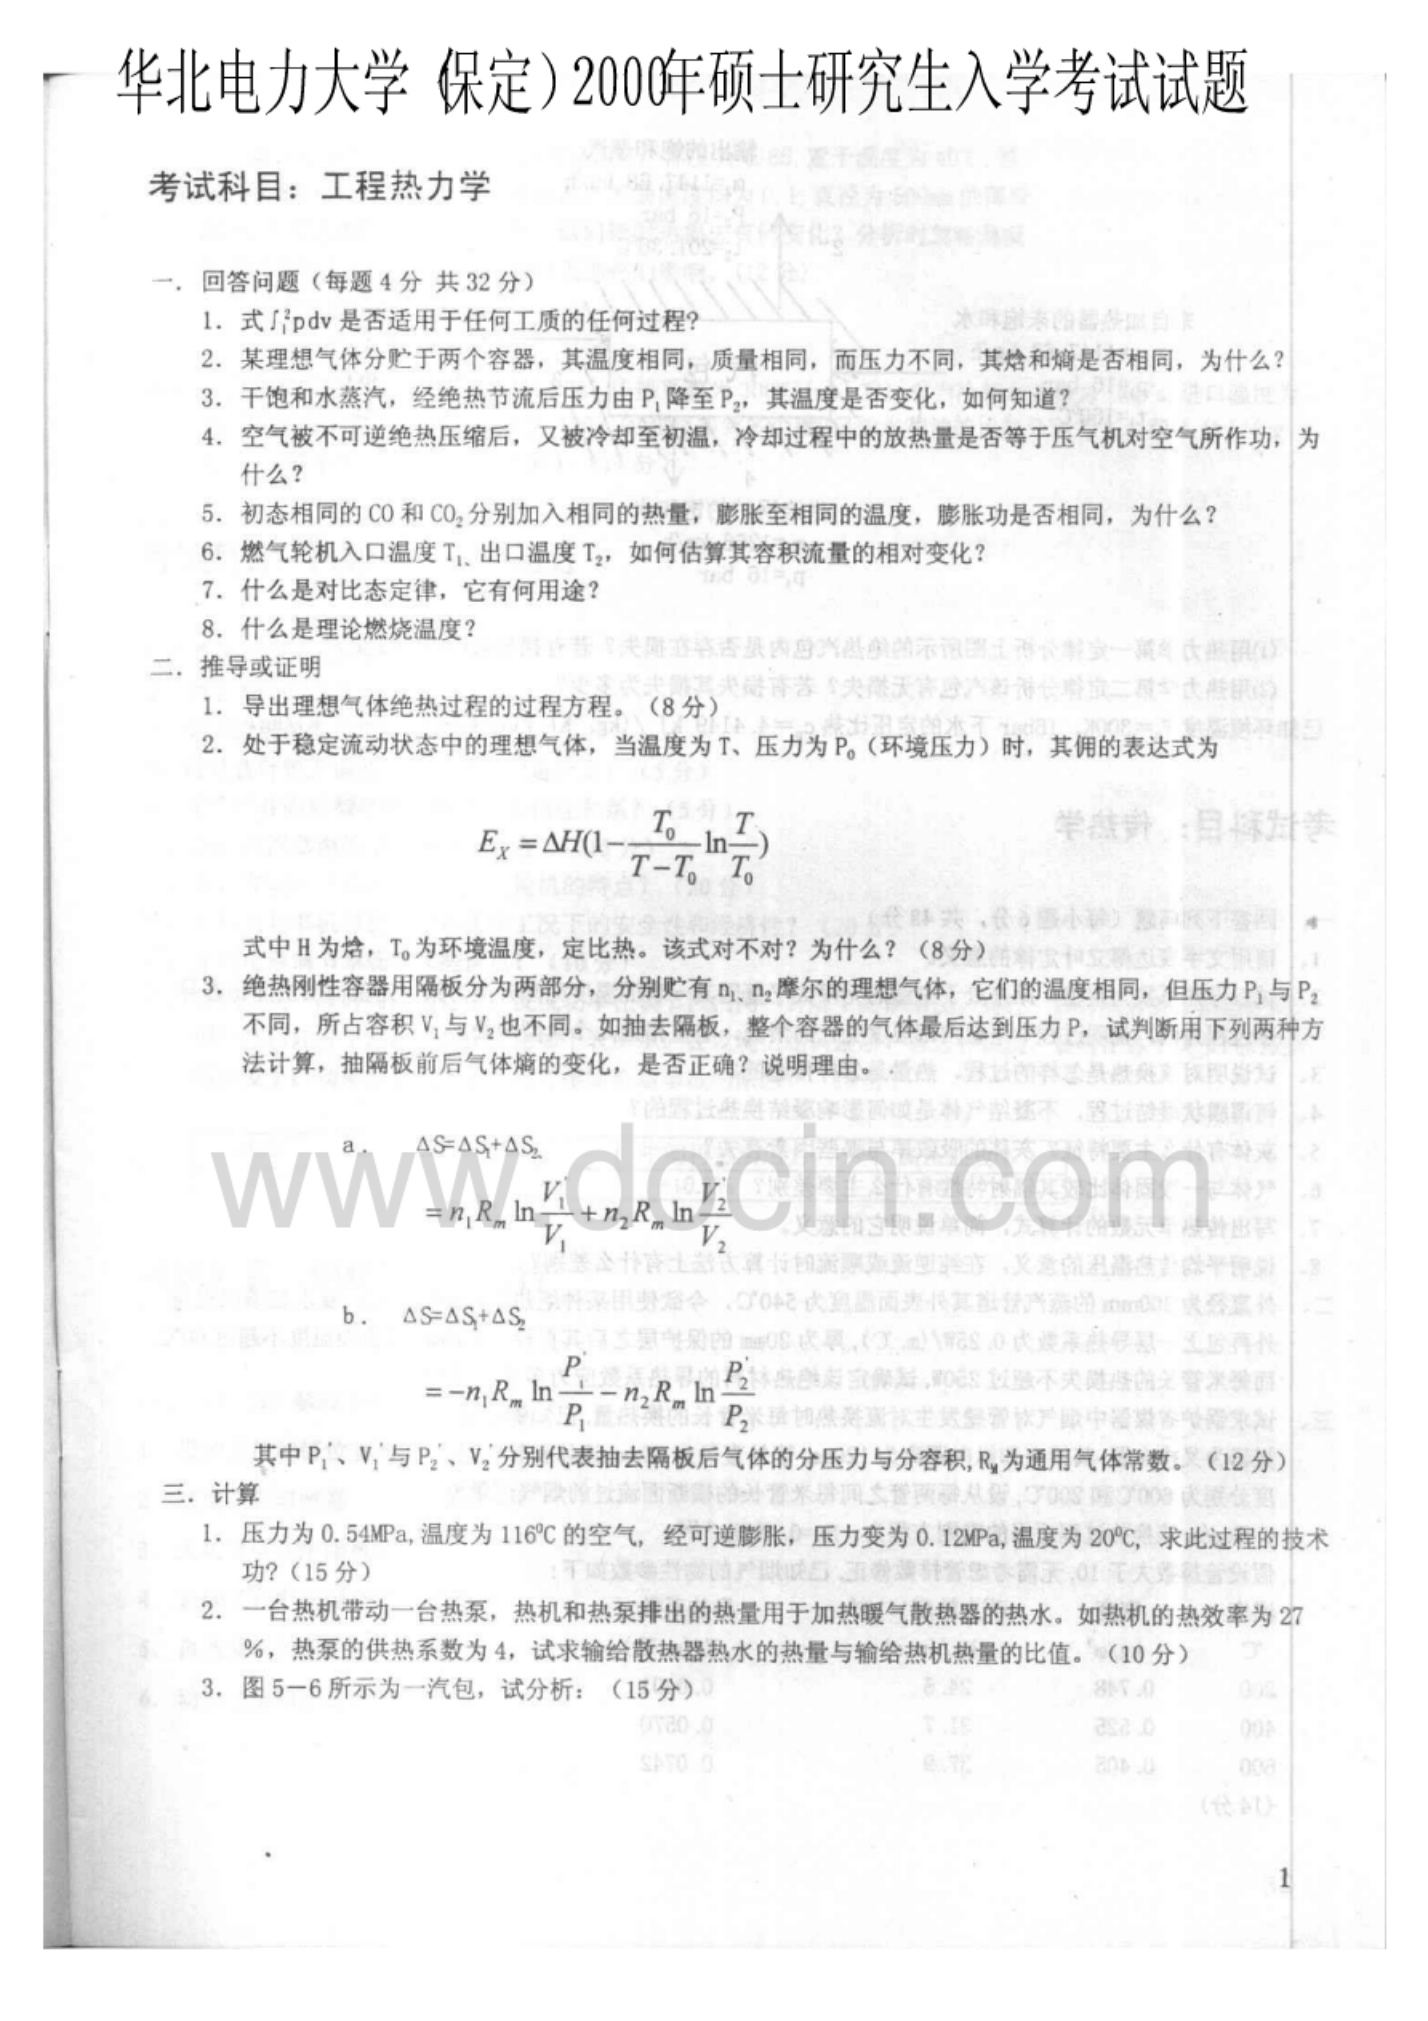 华北电力大学（保定）2000年硕士研究生入学考试试题
考试科目：工程热力学
一．回答问题（每题4分 共32分）
1．式∫₁²pdv是否适用于任何工质的任何过程？
2．某理想气体分贮于两个容器，其温度相同，质量相同，而压力不同，其焓和熵是否相同，为什么？
3．干饱和水蒸汽，经绝热节流后压力由P₁降至P₂，其温度是否变化，如何知道？
4．空气被不可逆绝热压缩后，又被冷却至初温，冷却过程中的放热量是否等于压气机对空气所作功，为
什么？
5．初态相同的CO和CO₂分别加入相同的热量，膨胀至相同的温度，膨胀功是否相同，为什么？
6．燃气轮机入口温度T₁、出口温度T₂，如何估算其容积流量的相对变化？
7．什么是对比态定律，它有何用途？
8．什么是理论燃烧温度？
二．推导或证明
1．导出理想气体绝热过程的过程方程。（8分）
2．处于稳定流动状态中的理想气体，当温度为T、压力为P₀（环境压力）时，其㶲的表达式为
E_X=ΔH(1-T₀/(T-T₀) ln T/T₀)
式中H为焓，T₀为环境温度，定比热。该式对不对？为什么？（8分）
3．绝热刚性容器用隔板分为两部分，分别贮有n₁、n₂摩尔的理想气体，它们的温度相同，但压力P₁与P₂
不同，所占容积V₁与V₂也不同。如抽去隔板，整个容器的气体最后达到压力P，试判断用下列两种方
法计算，抽隔板前后气体熵的变化，是否正确？说明理由。
a． ΔS=ΔS₁+ΔS₂
=n₁R_m ln V₁'/V₁ + n₂R_m ln V₂'/V₂
b． ΔS=ΔS₁+ΔS₂
=-n₁R_m ln P₁'/P₁ - n₂R_m ln P₂'/P₂
其中P₁'、V₁'与P₂'、V₂'分别代表抽去隔板后气体的分压力与分容积,R_M为通用气体常数。（12分）
三．计算
1．压力为0.54MPa,温度为116⁰C的空气，经可逆膨胀，压力变为0.12MPa,温度为20⁰C，求此过程的技术
功?（15分）
2．一台热机带动一台热泵，热机和热泵排出的热量用于加热暖气散热器的热水。如热机的热效率为27
%，热泵的供热系数为4，试求输给散热器热水的热量与输给热机热量的比值。（10分）
3．图5－6所示为一汽包，试分析：（15分）
www.docin.com
1